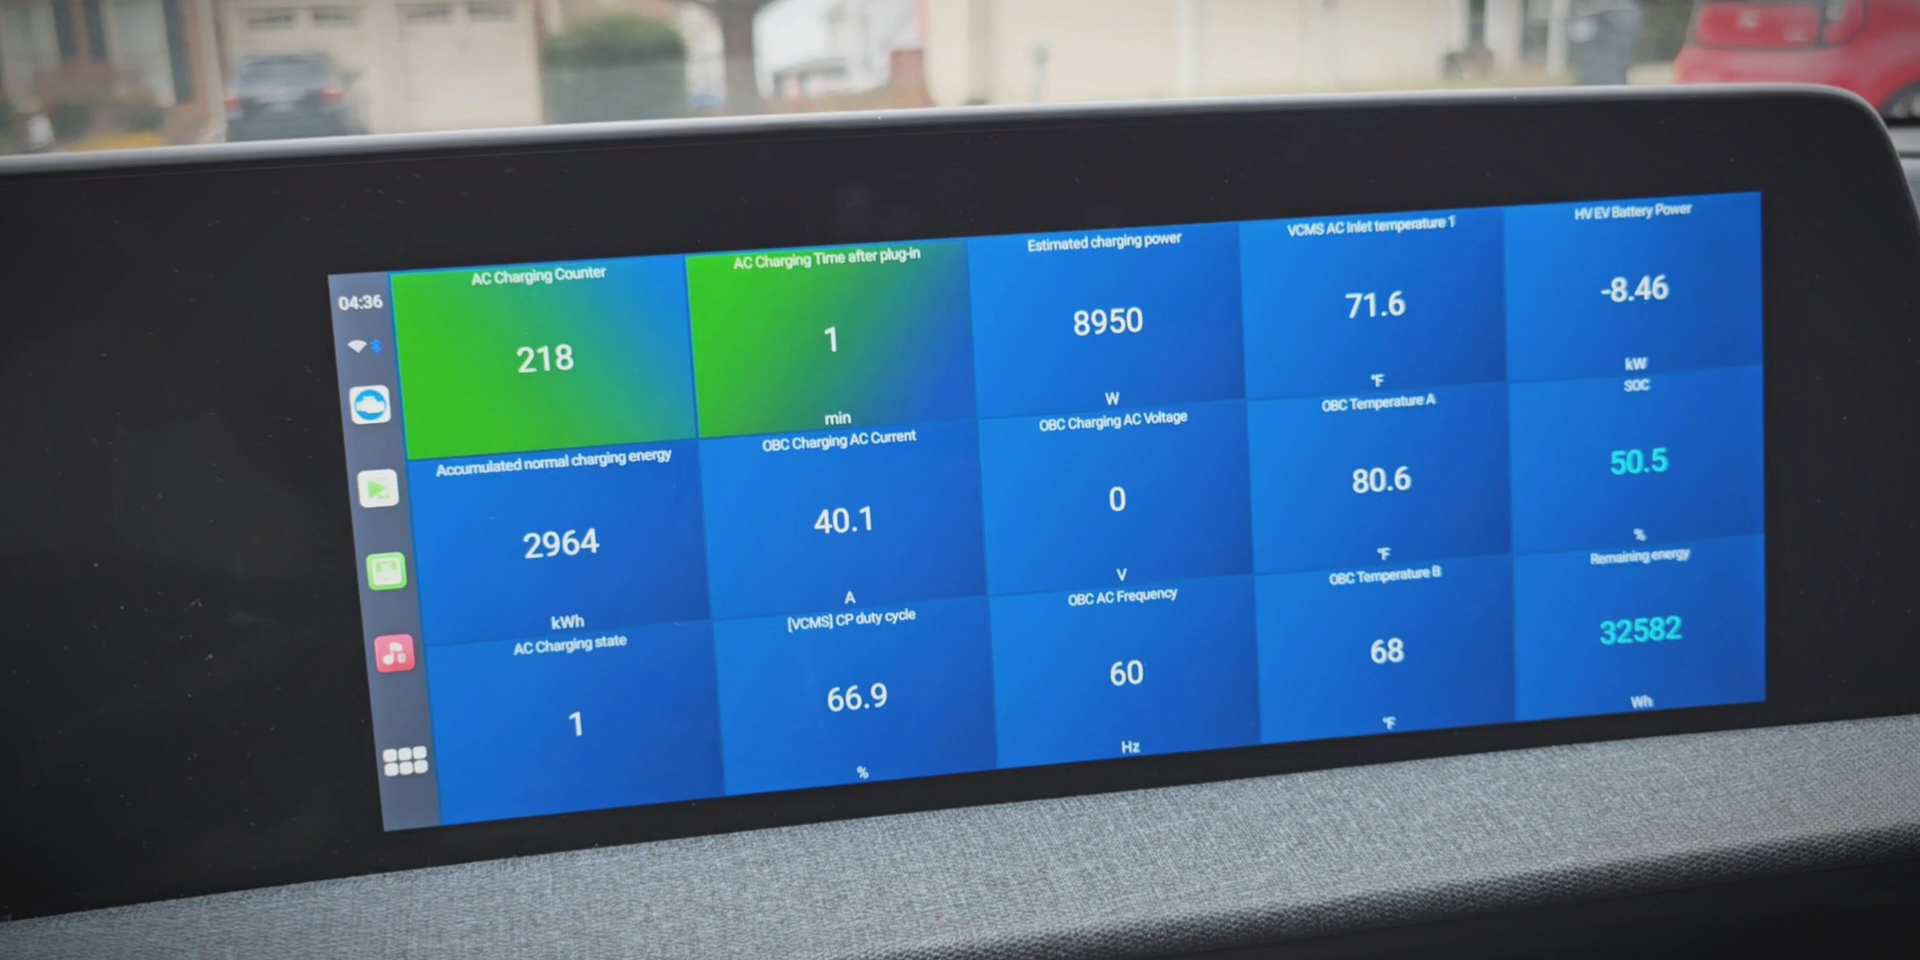 04:36
AC Charging Counter
218
AC Charging Time after plug-in
1
min
Estimated charging power
8950
W
VCMS AC Inlet temperature 1
71.6
°F
HV EV Battery Power
-8.46
kW
Accumulated normal charging energy
2964
kWh
OBC Charging AC Current
40.1
A
OBC Charging AC Voltage
0
V
OBC Temperature A
80.6
°F
SOC
50.5
%
AC Charging state
1
[VCMS] CP duty cycle
66.9
%
OBC AC Frequency
60
Hz
OBC Temperature B
68
°F
Remaining energy
32582
Wh